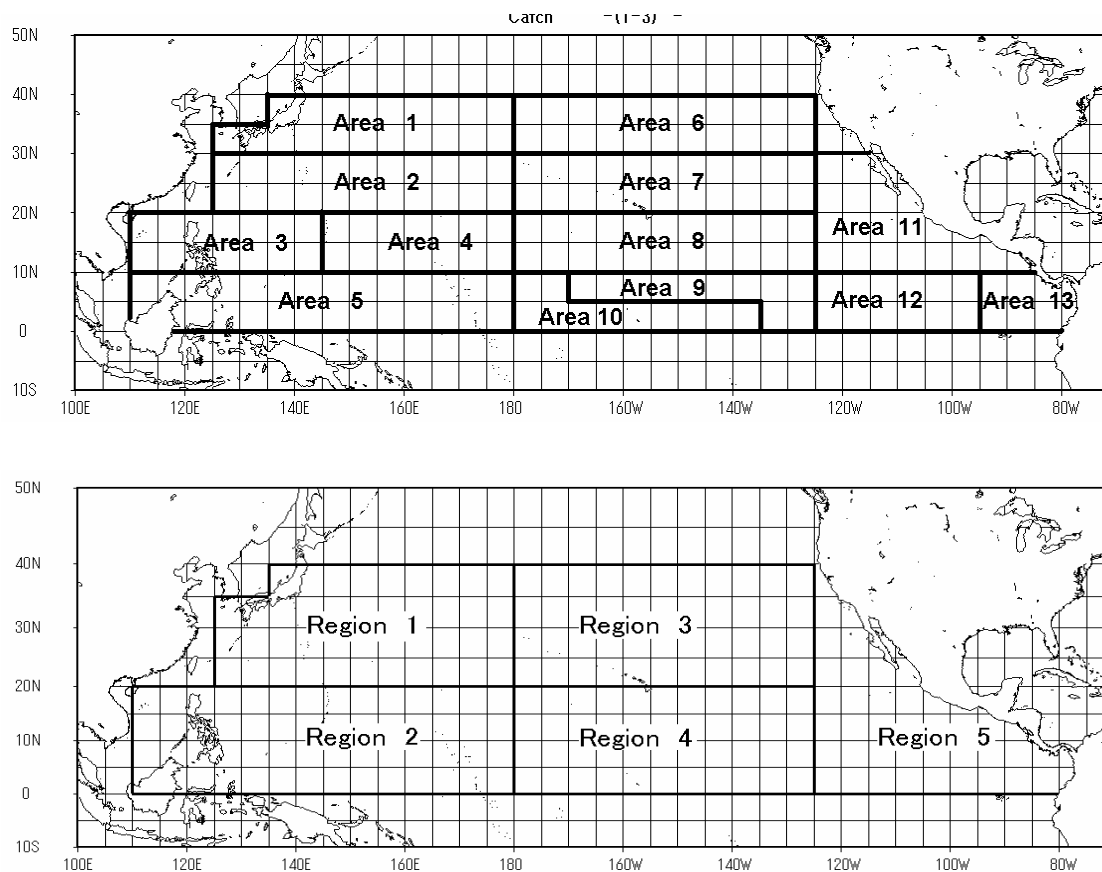 Catch -(1-3) -
50N
40N
Area 1 Area 6
30N
Area 2 Area 7
20N
Area 3 Area 4 Area 8 Area 11
10N
Area 5 Area 9 Area 12 Area 13
Area 10
0
10S
100E 120E 140E 160E 180 160W 140W 120W 100W 80W
50N
40N
30N
Region 1 Region 3
20N
10N
Region 2 Region 4 Region 5
0
10S
100E 120E 140E 160E 180 160W 140W 120W 100W 80W